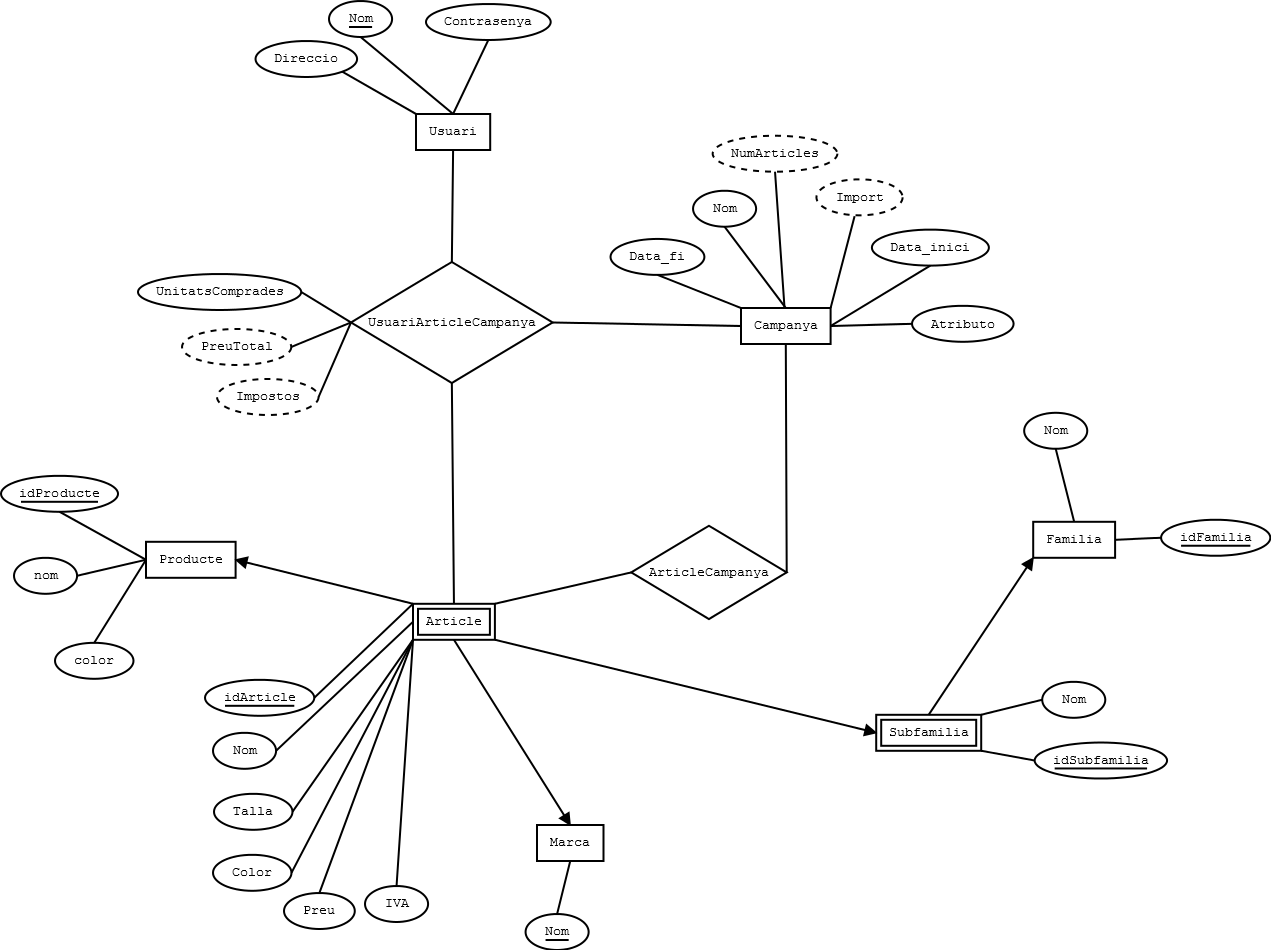 Nom
Contrasenya
Direccio
Usuari
NumArticles
Import
Nom
Data_inici
Data_fi
UnitatsComprades
UsuariArticleCampanya
Campanya
Atributo
PreuTotal
Impostos
Nom
idProducte
Familia
idFamilia
Producte
nom
ArticleCampanya
Article
color
idArticle
Nom
Nom
Subfamilia
idSubfamilia
Talla
Marca
Color
Preu
IVA
Nom